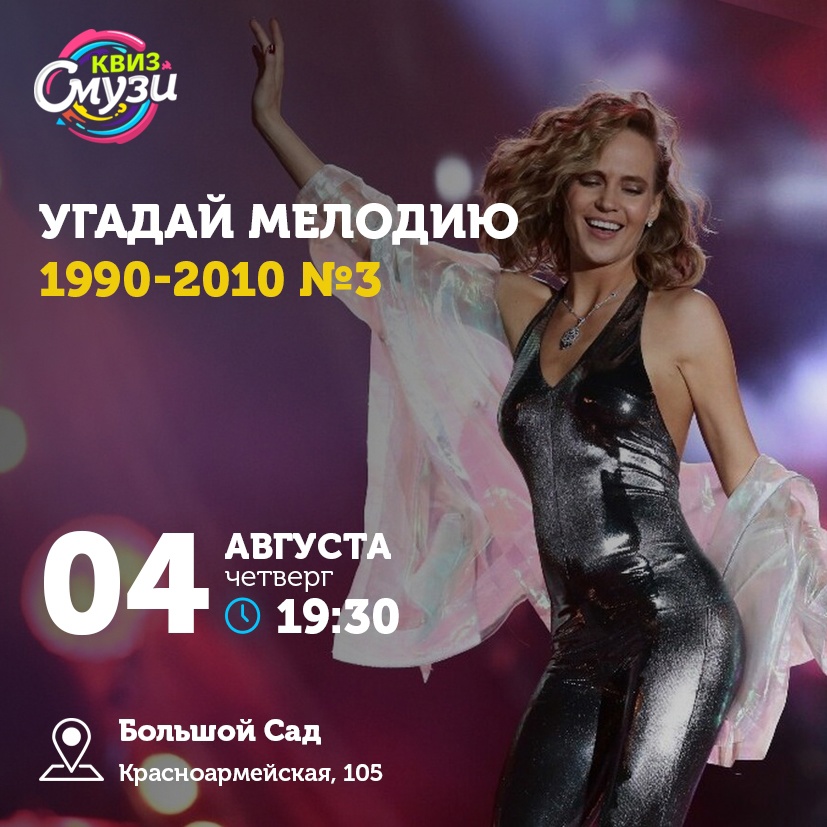 КВИЗ
Смузи
УГАДАЙ МЕЛОДИЮ
1990-2010 №3
04
АВГУСТА
четверг
19:30
Большой Сад
Красноармейская, 105